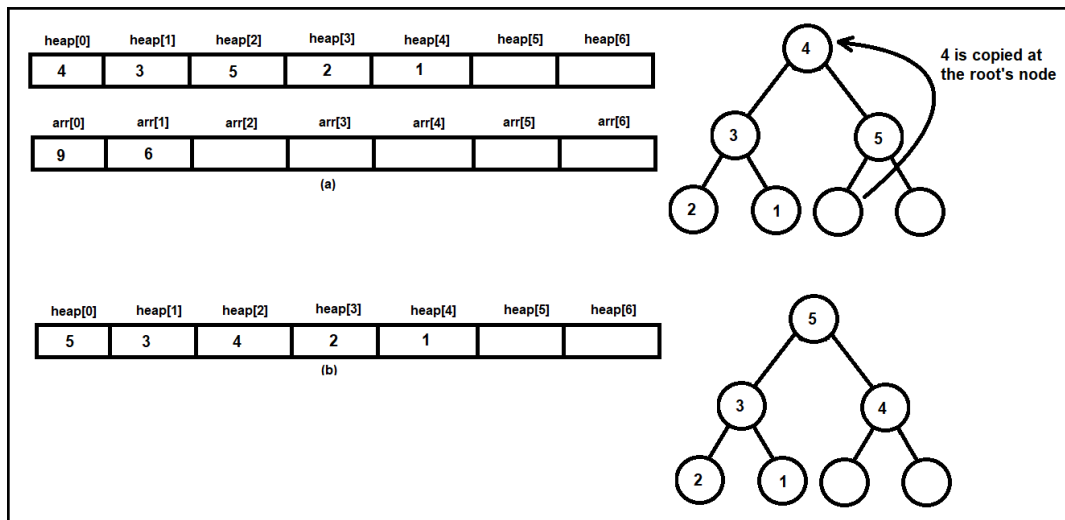 heap[0] heap[1] heap[2] heap[3] heap[4] heap[5] heap[6]
4 3 5 2 1
arr[0] arr[1] arr[2] arr[3] arr[4] arr[5] arr[6]
9 6
(a)
4
4 is copied at
the root's node
3 5
2 1
heap[0] heap[1] heap[2] heap[3] heap[4] heap[5] heap[6]
5 3 4 2 1
(b)
5
3 4
2 1